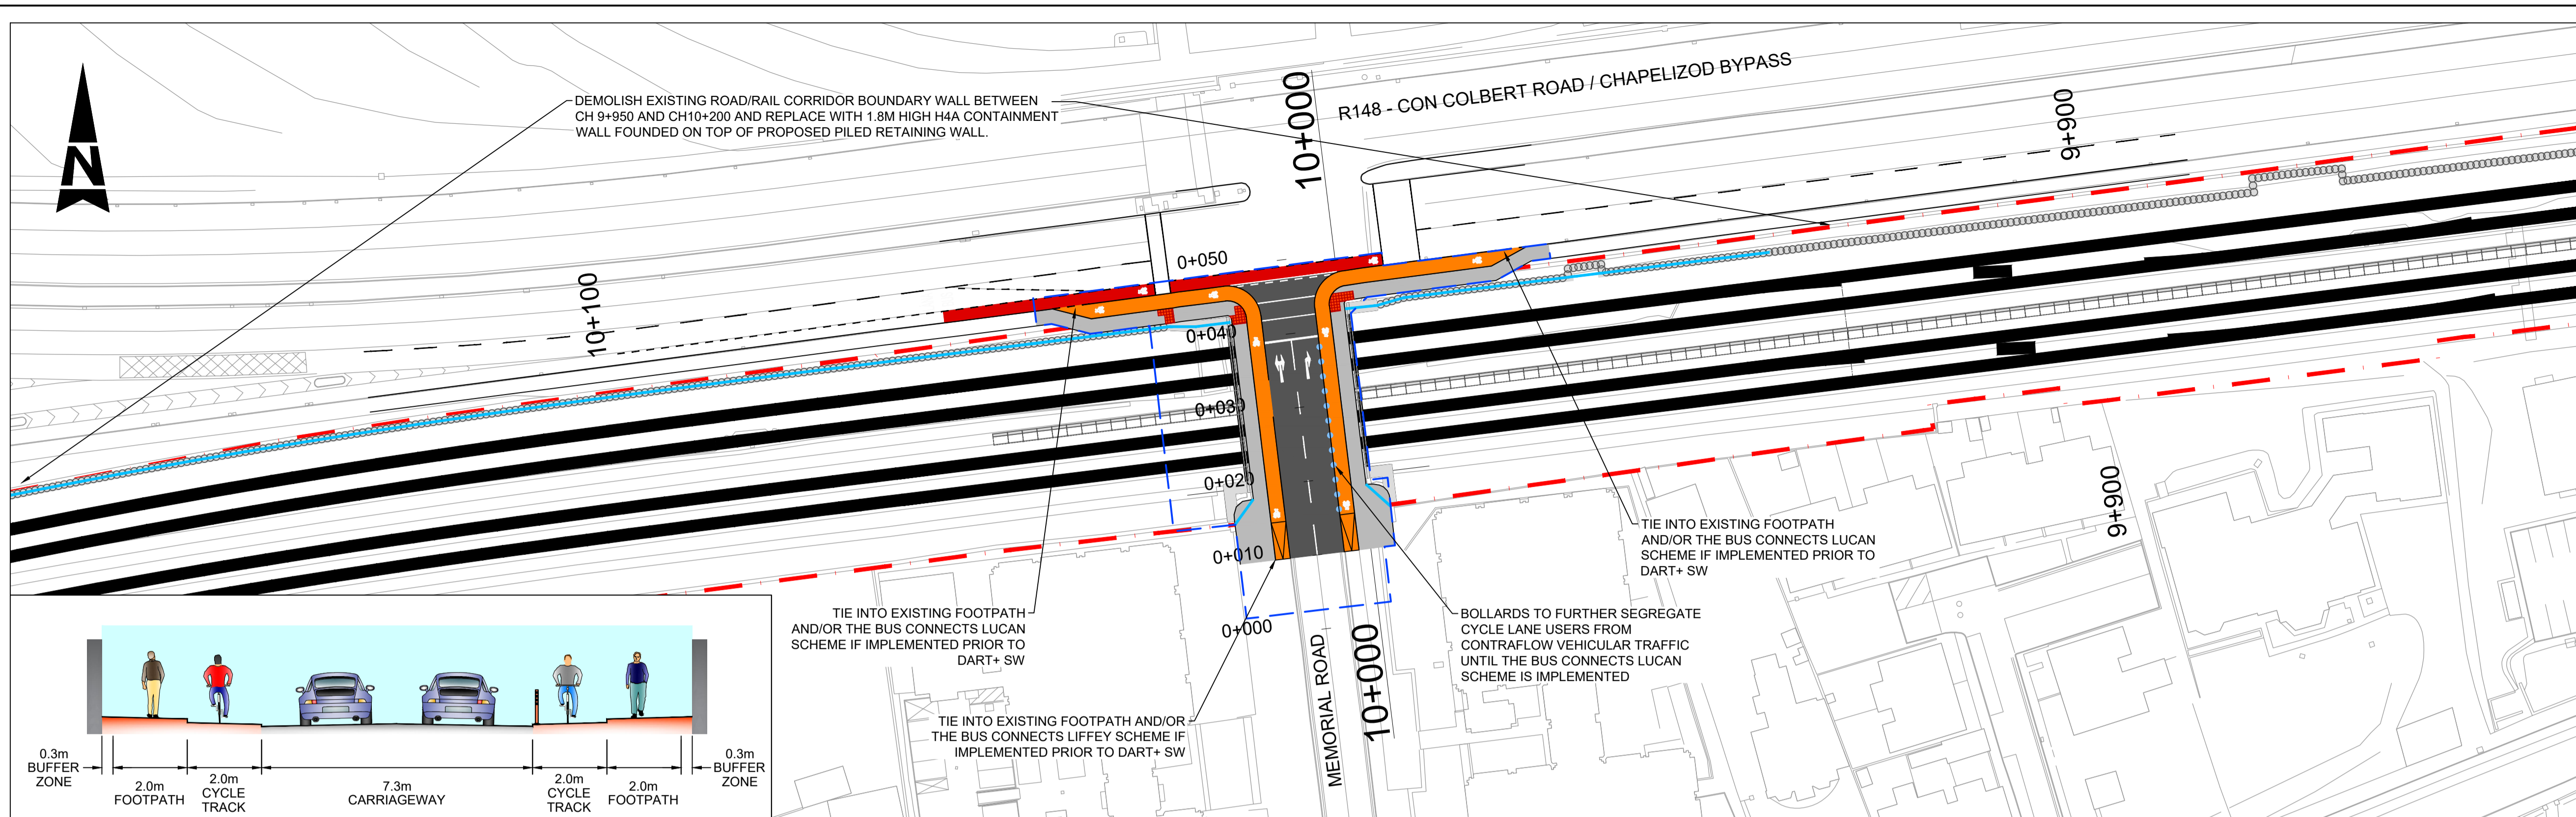 N
DEMOLISH EXISTING ROAD/RAIL CORRIDOR BOUNDARY WALL BETWEEN
CH 9+950 AND CH10+200 AND REPLACE WITH 1.8M HIGH H4A CONTAINMENT
WALL FOUNDED ON TOP OF PROPOSED PILED RETAINING WALL.
10+000
R148 - CON COLBERT ROAD / CHAPELIZOD BYPASS
9+900
10+100
0+050
0+040
0+030
0+020
0+010
0+000
9+900
TIE INTO EXISTING FOOTPATH
AND/OR THE BUS CONNECTS LUCAN
SCHEME IF IMPLEMENTED PRIOR TO
DART+ SW
TIE INTO EXISTING FOOTPATH
AND/OR THE BUS CONNECTS LUCAN
SCHEME IF IMPLEMENTED PRIOR TO
DART+ SW
BOLLARDS TO FURTHER SEGREGATE
CYCLE LANE USERS FROM
CONTRAFLOW VEHICULAR TRAFFIC
UNTIL THE BUS CONNECTS LUCAN
SCHEME IS IMPLEMENTED
TIE INTO EXISTING FOOTPATH AND/OR
THE BUS CONNECTS LIFFEY SCHEME IF
IMPLEMENTED PRIOR TO DART+ SW
MEMORIAL ROAD
10+000
0.3m
BUFFER
ZONE
2.0m
FOOTPATH
2.0m
CYCLE
TRACK
7.3m
CARRIAGEWAY
2.0m
CYCLE
TRACK
2.0m
FOOTPATH
0.3m
BUFFER
ZONE